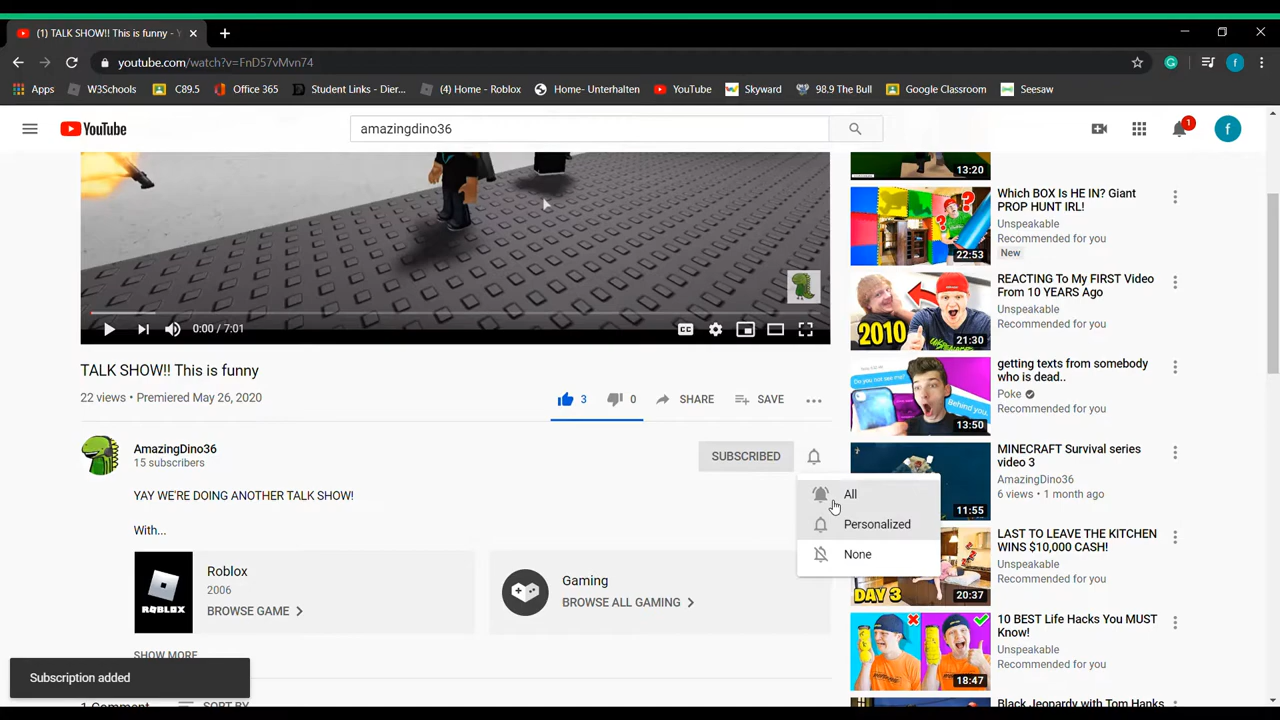 (1) TALK SHOW!! This is funny -
youtube.com/watch?v=FnD57vMvn74
Apps W3Schools C89.5 Office 365 Student Links - Dier... (4) Home - Roblox Home- Unterhalten YouTube Skyward 98.9 The Bull Google Classroom Seesaw
YouTube amazingdino36 1 f
0:00 / 7:01
TALK SHOW!! This is funny
22 views • Premiered May 26, 2020
3 0 SHARE SAVE
AmazingDino36
15 subscribers
SUBSCRIBED
All
Personalized
None
YAY WE'RE DOING ANOTHER TALK SHOW!
With...
ROBLOX
Roblox
2006
BROWSE GAME
Gaming
BROWSE ALL GAMING
SHOW MORE
Subscription added
1 Comment SORT BY
13:20
Which BOX Is HE IN? Giant
PROP HUNT IRL!
Unspeakable
Recommended for you
New
22:53
REACTING To My FIRST Video
From 10 YEARS Ago
Unspeakable
Recommended for you
2010
21:30
getting texts from somebody
who is dead..
Poke
Recommended for you
Do you not see me?
Behind you.
13:50
MINECRAFT Survival series
video 3
AmazingDino36
6 views • 1 month ago
11:55
LAST TO LEAVE THE KITCHEN
WINS $10,000 CASH!
Unspeakable
Recommended for you
DAY 3
20:37
10 BEST Life Hacks You MUST
Know!
Unspeakable
Recommended for you
18:47
Black Jeopardy with Tom Hanks